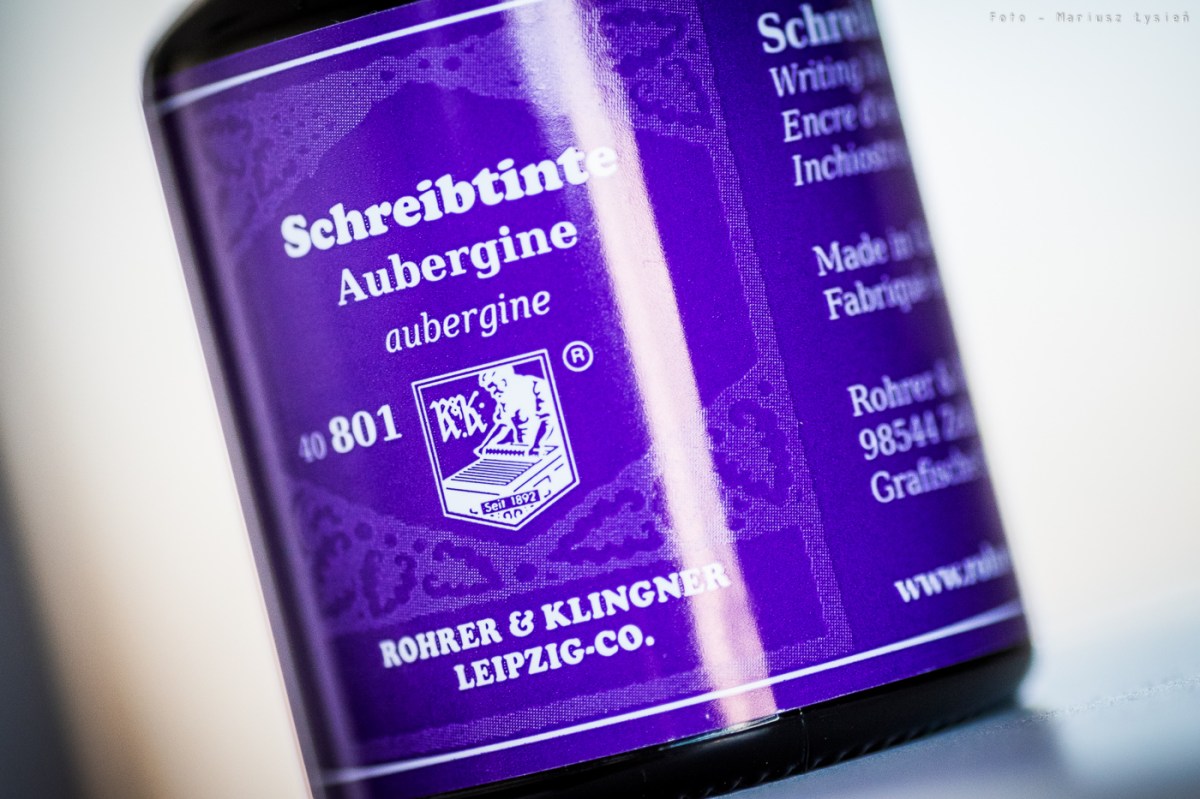 Foto - Mariusz Łysień
Schreibtinte
Aubergine
aubergine
®
40 801
R&K
Seit 1892
ROHRER & KLINGNER
LEIPZIG-CO.
Writing
Encre
Made in
Rohrer
98544